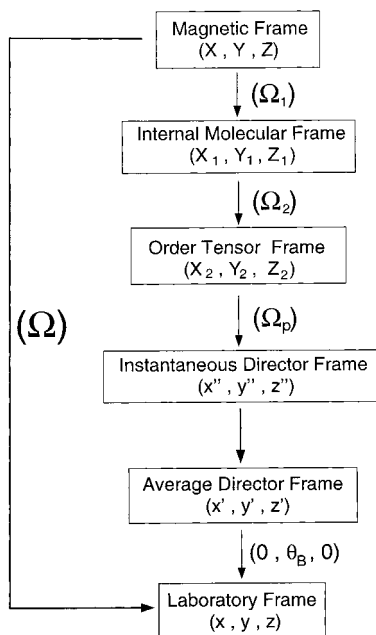 Magnetic Frame
(X , Y , Z)
(Ω₁)
Internal Molecular Frame
(X₁ , Y₁ , Z₁)
(Ω₂)
Order Tensor Frame
(X₂ , Y₂ , Z₂)
(Ω)
(Ωₚ)
Instantaneous Director Frame
(x" , y" , z")
Average Director Frame
(x' , y' , z')
(0 , θ_B , 0)
Laboratory Frame
(x , y , z)